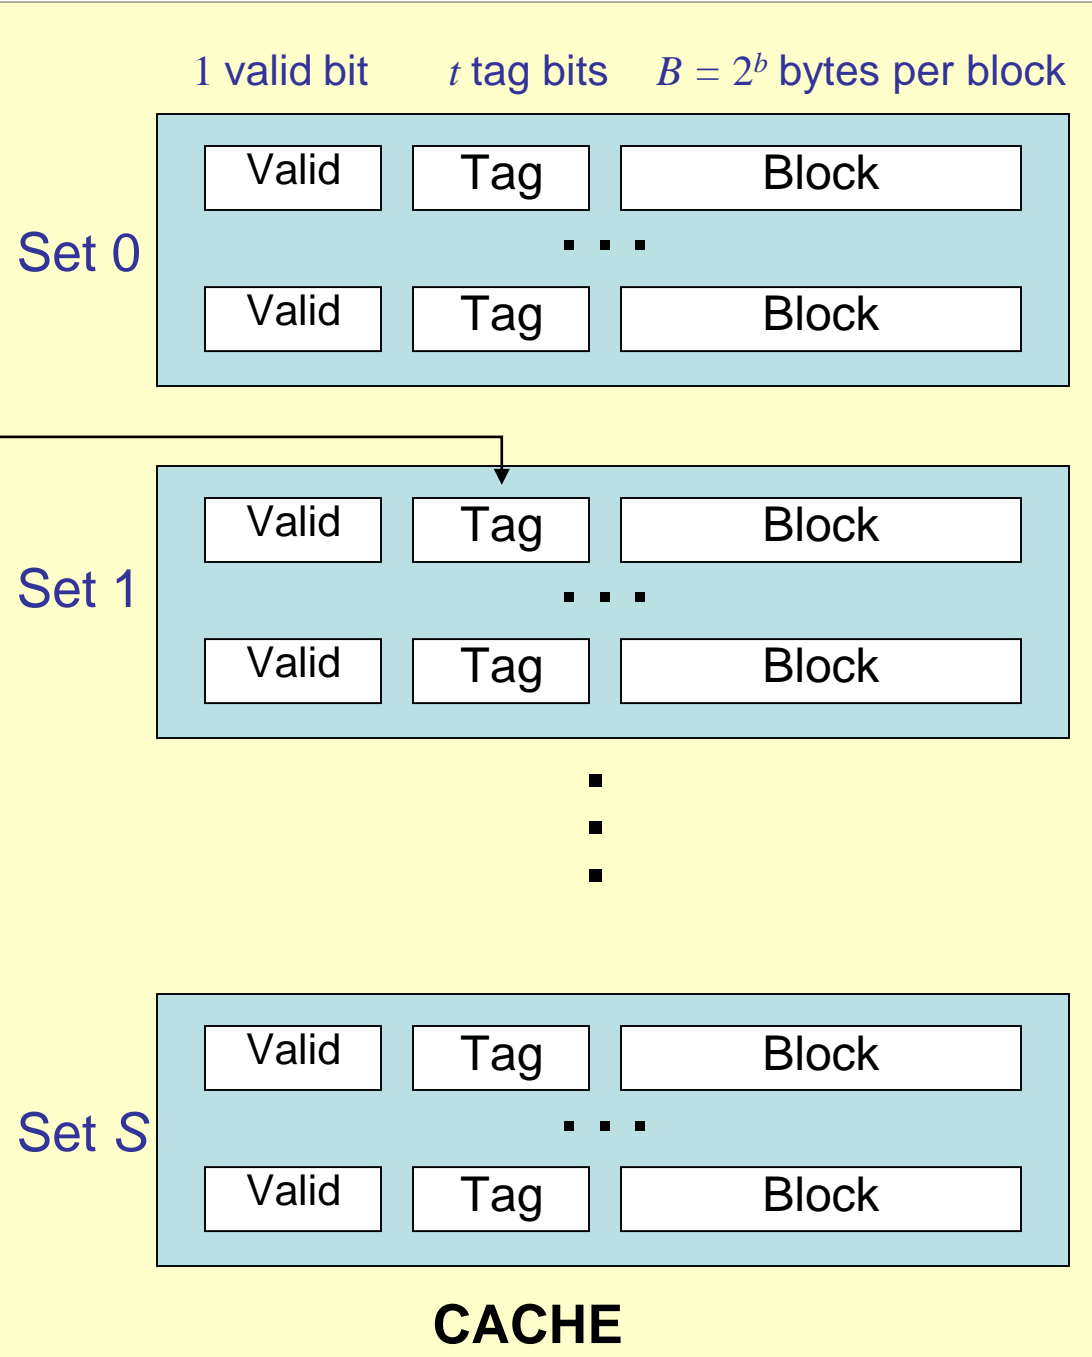 1 valid bit t tag bits B = 2^b bytes per block
Valid Tag Block
Set 0
. . .
Valid Tag Block
Valid Tag Block
Set 1
. . .
Valid Tag Block
.
.
.
Valid Tag Block
Set S
. . .
Valid Tag Block
CACHE